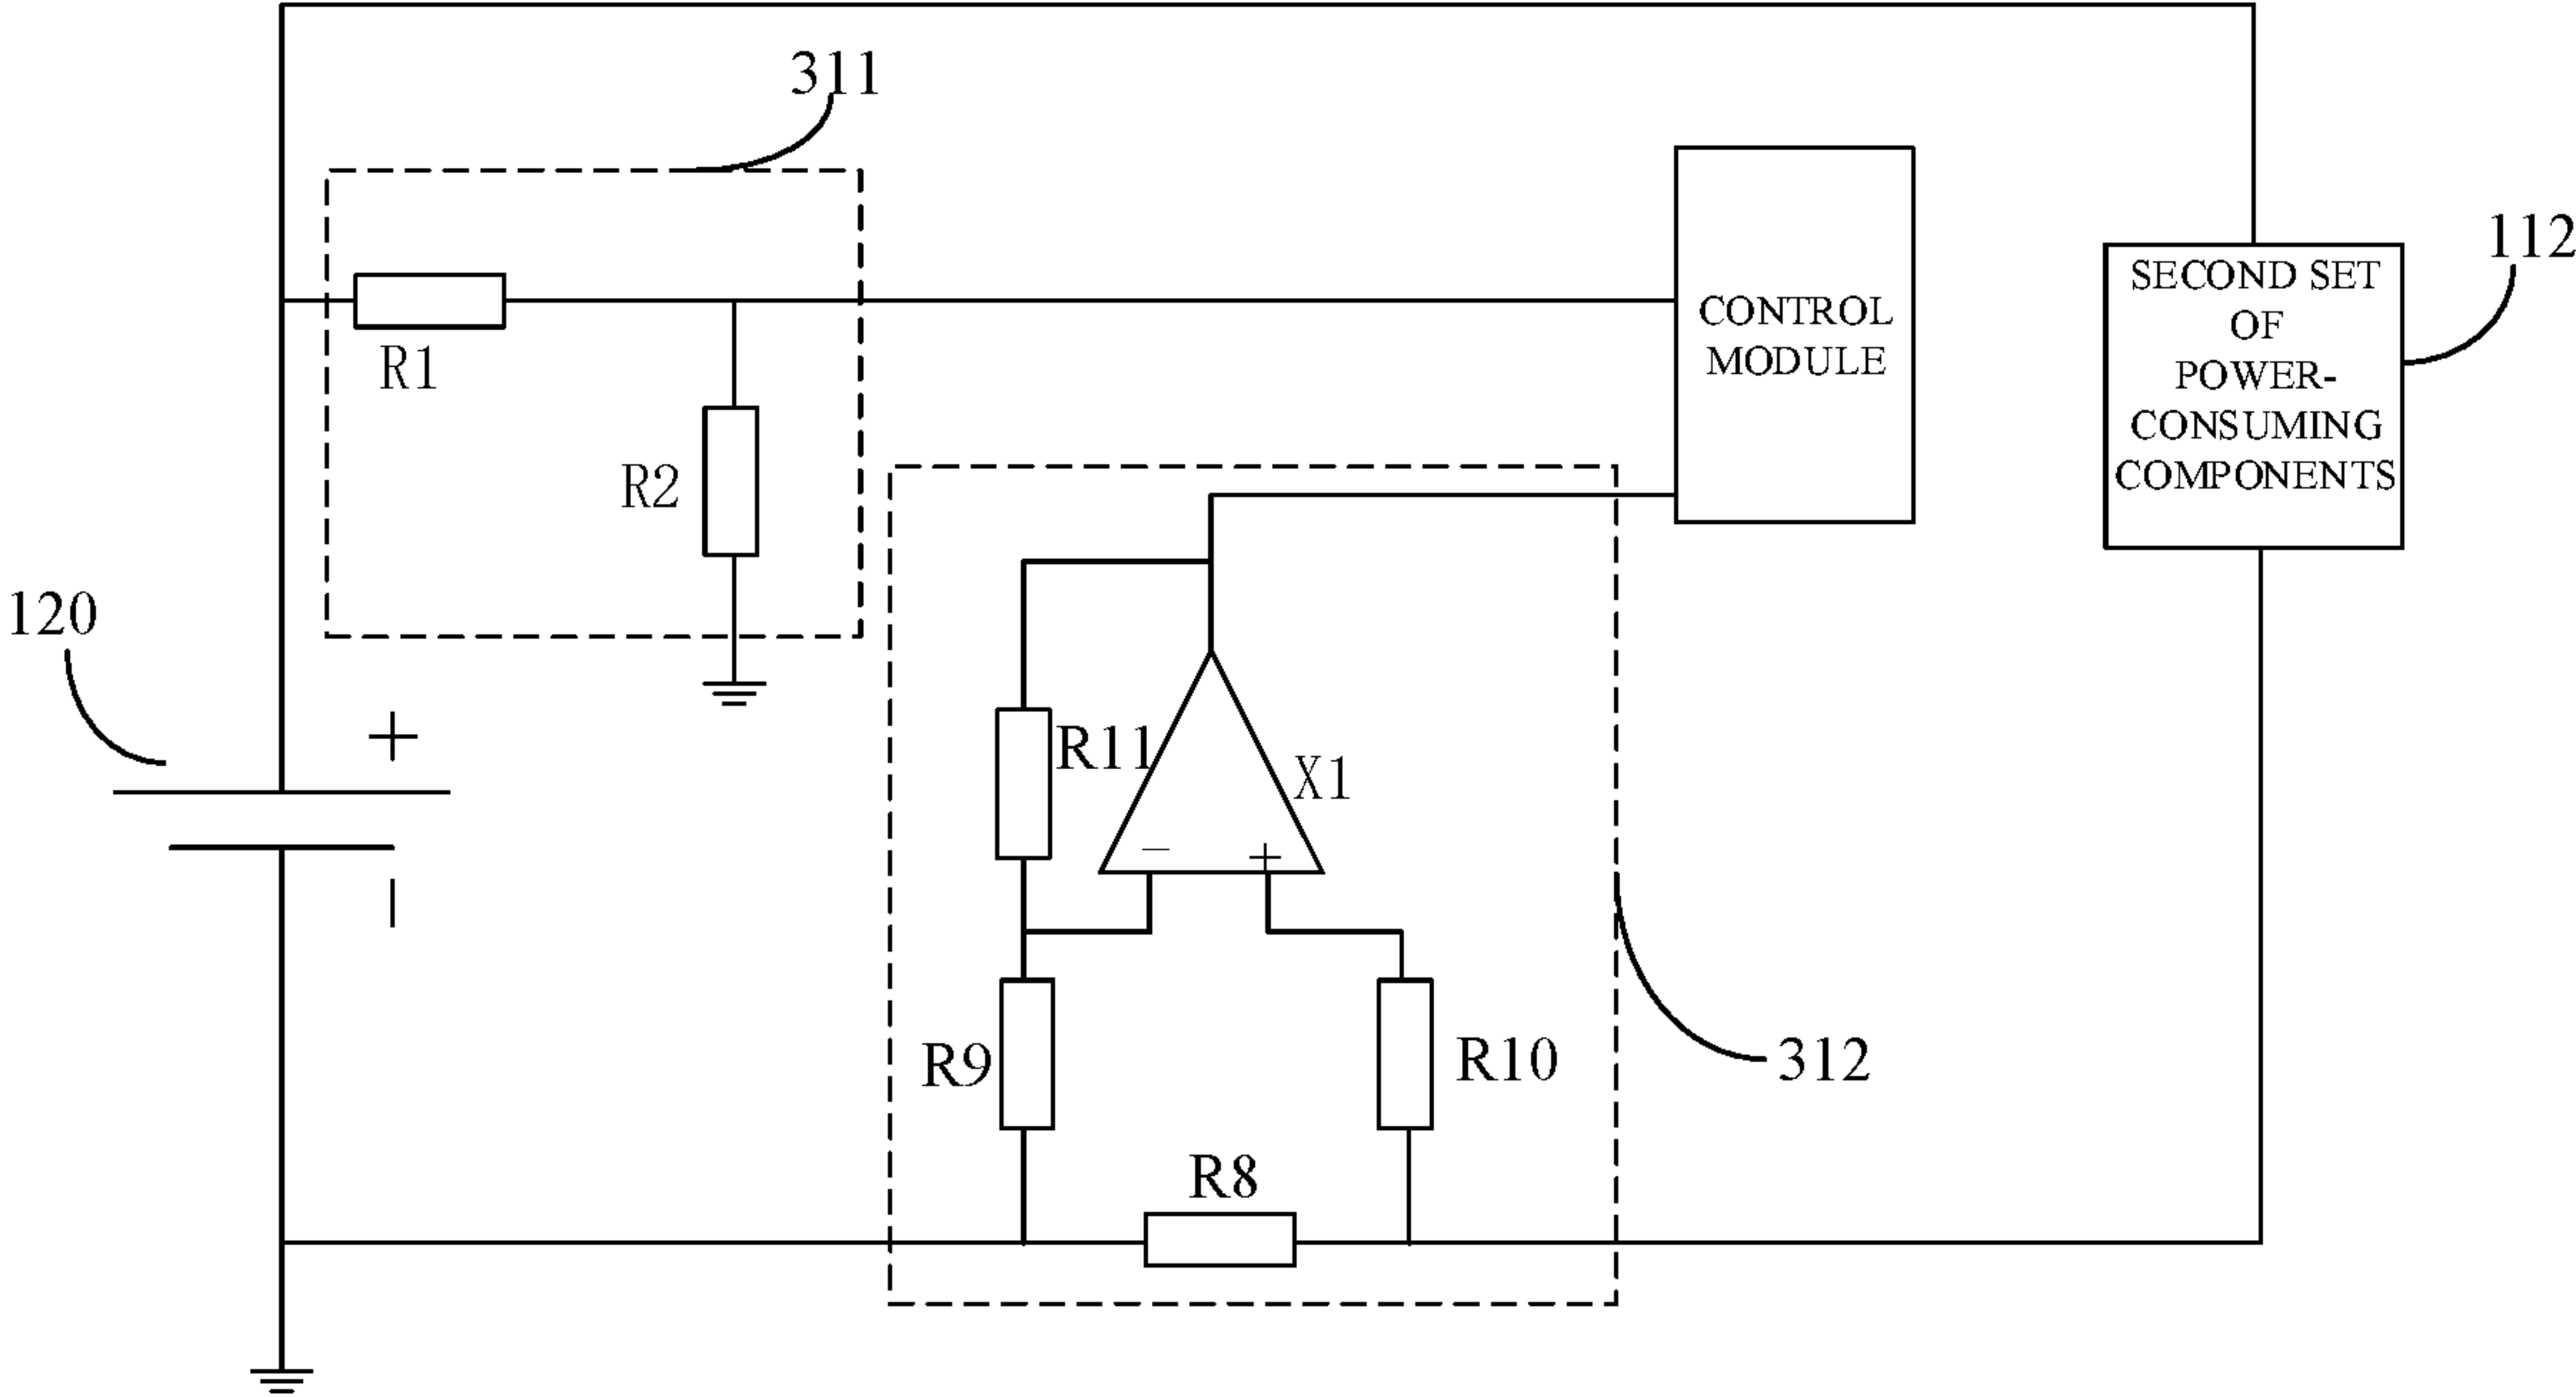 311
112
SECOND SET
OF
POWER-
CONSUMING
COMPONENTS
CONTROL
MODULE
R1
R2
120
+
R11
X1
−
+
−
R9
R10
312
R8